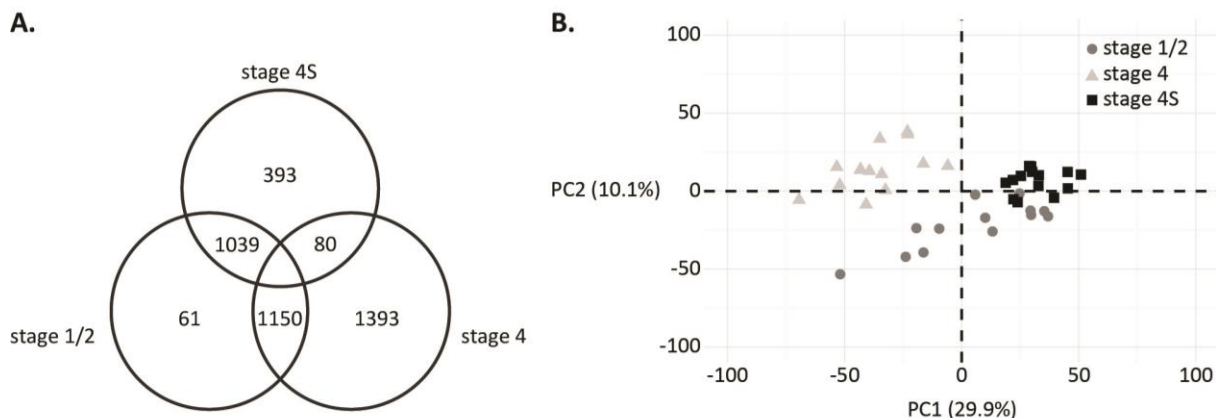 A.
stage 4S
393
1039
80
61
1150
1393
stage 1/2
stage 4
B.
100
50
0
-50
-100
PC2 (10.1%)
stage 1/2
stage 4
stage 4S
-100
-50
0
50
100
PC1 (29.9%)